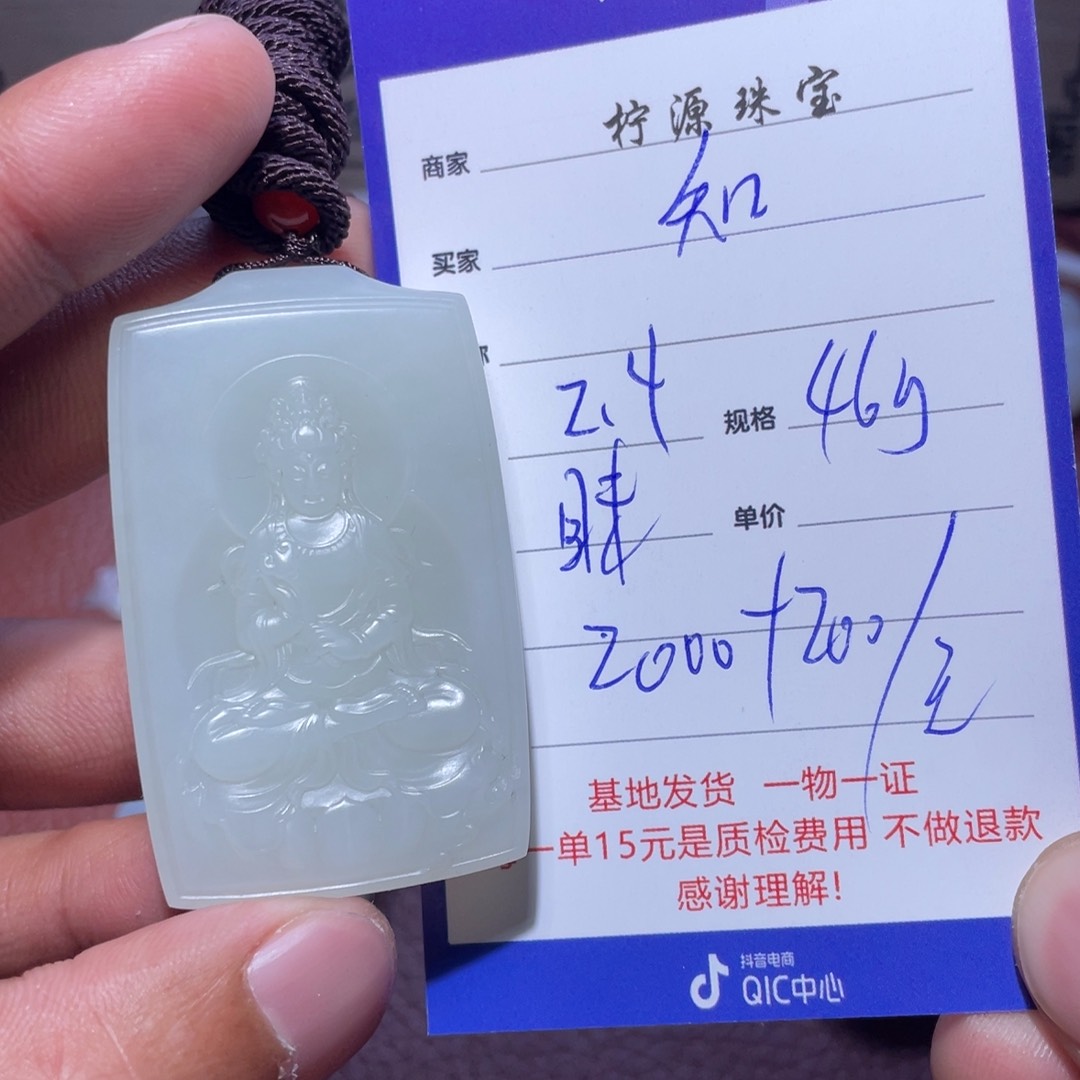 商家 柠源珠宝
买家 知
称
2.4 规格 46g
单价
2000+200/元
基地发货 一物一证
一单15元是质检费用 不做退款
感谢理解!
抖音电商
QIC中心